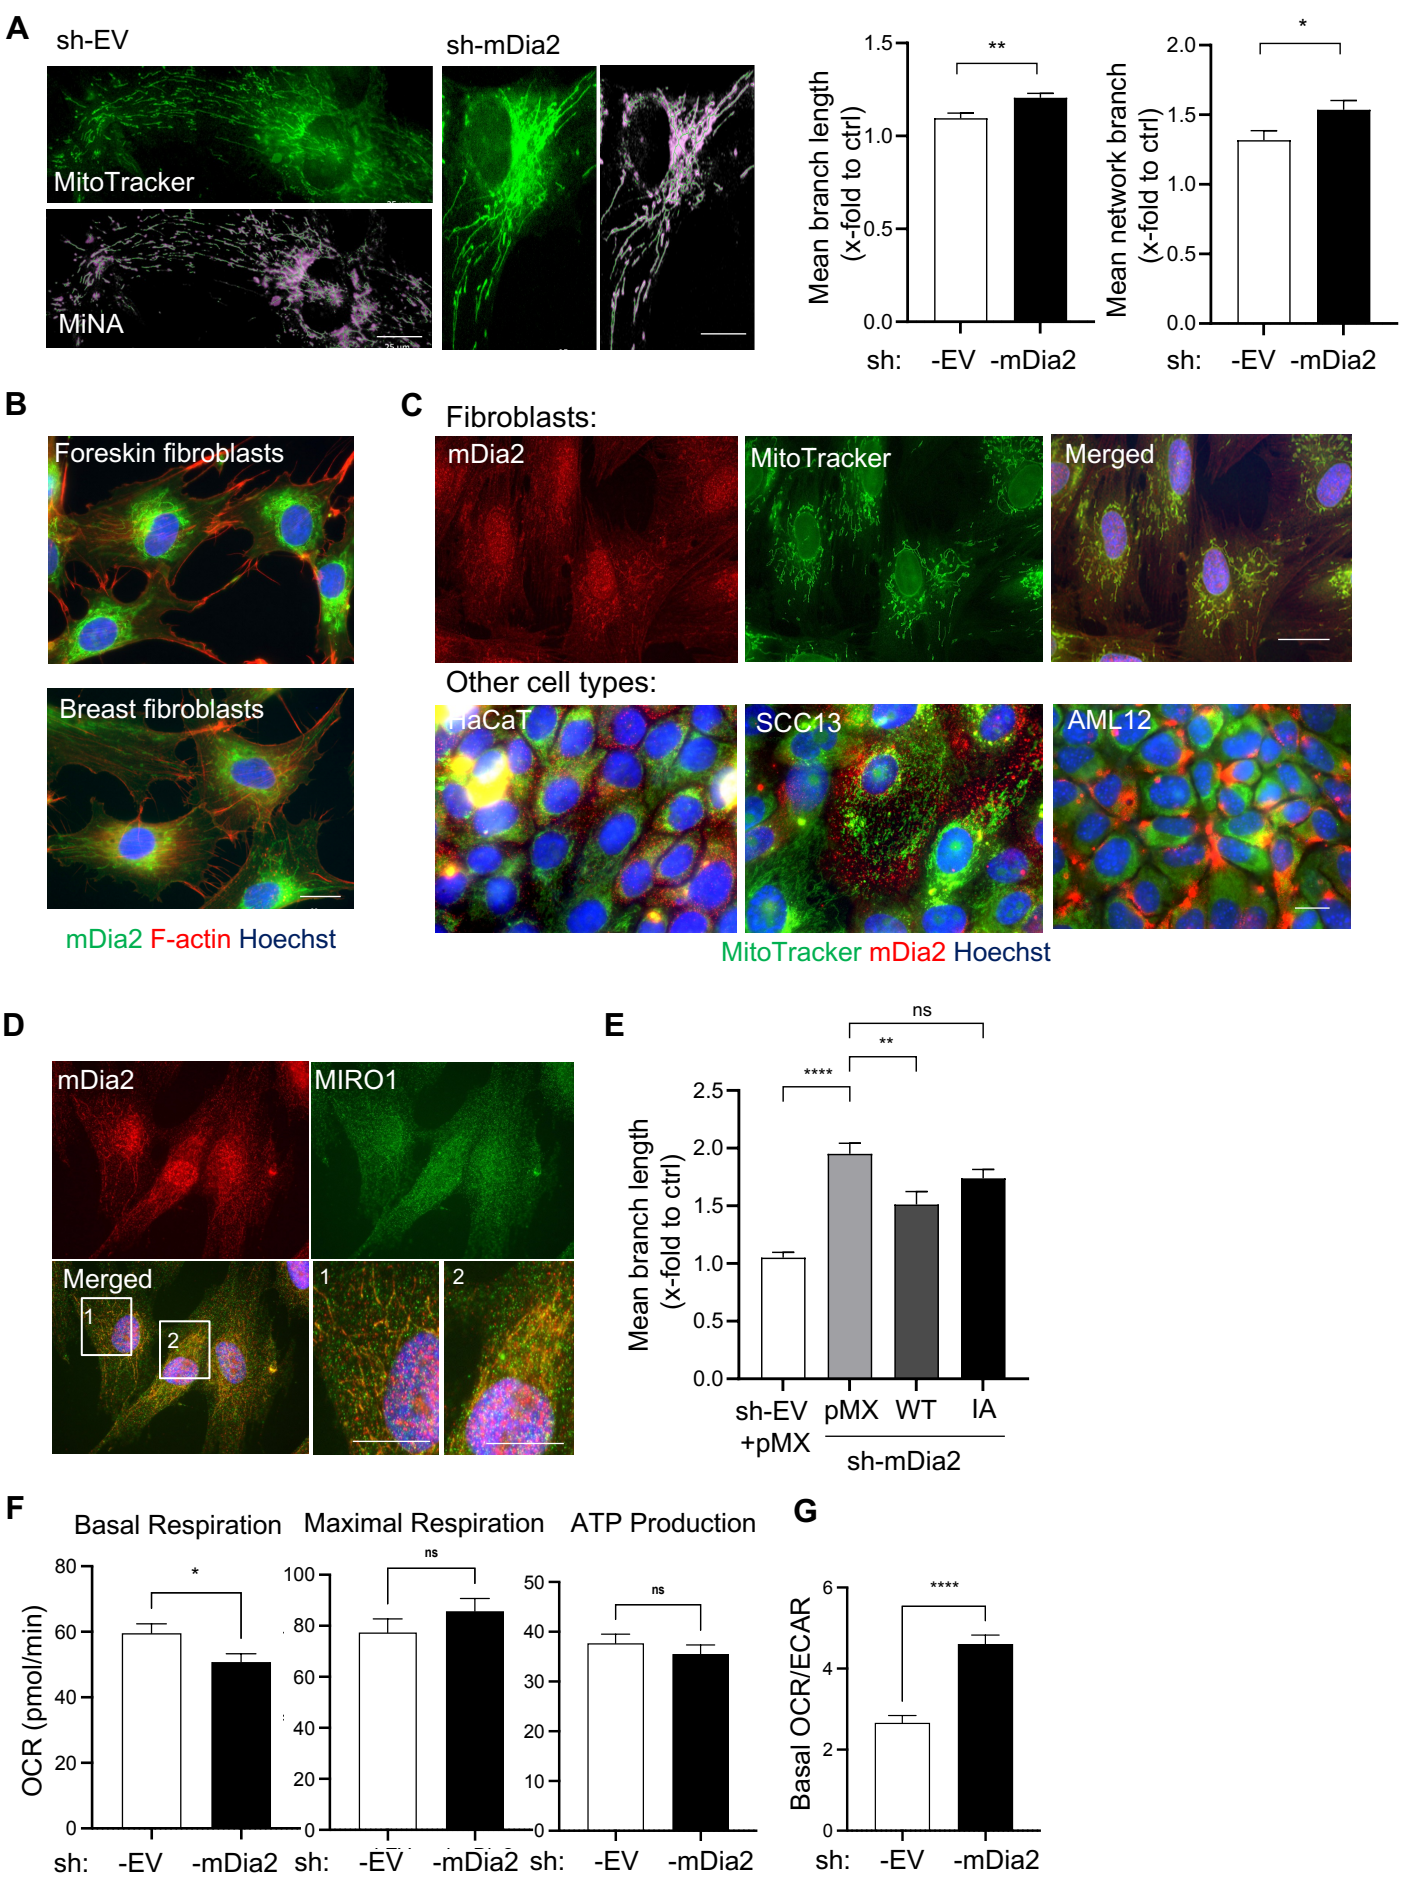 A
sh-EV
sh-mDia2
MitoTracker
MiNA
25 µm
Mean branch length
(x-fold to ctrl)
1.5
1.0
0.5
0.0
**
sh: -EV -mDia2
Mean network branch
(x-fold to ctrl)
2.0
1.5
1.0
0.5
0.0
*
sh: -EV -mDia2
B
Foreskin fibroblasts
Breast fibroblasts
mDia2 F-actin Hoechst
C
Fibroblasts:
mDia2
MitoTracker
Merged
Other cell types:
HaCaT
SCC13
AML12
MitoTracker mDia2 Hoechst
D
mDia2
MIRO1
Merged
1
2
1
2
E
Mean branch length
(x-fold to ctrl)
2.5
2.0
1.5
1.0
0.5
0.0
ns
**
****
sh-EV
+pMX
pMX WT IA
sh-mDia2
F
Basal Respiration
Maximal Respiration
ATP Production
OCR (pmol/min)
80
60
40
20
0
*
sh: -EV -mDia2
100
80
60
40
20
0
ns
sh: -EV -mDia2
50
40
30
20
10
0
ns
sh: -EV -mDia2
G
Basal OCR/ECAR
6
4
2
0
****
sh: -EV -mDia2